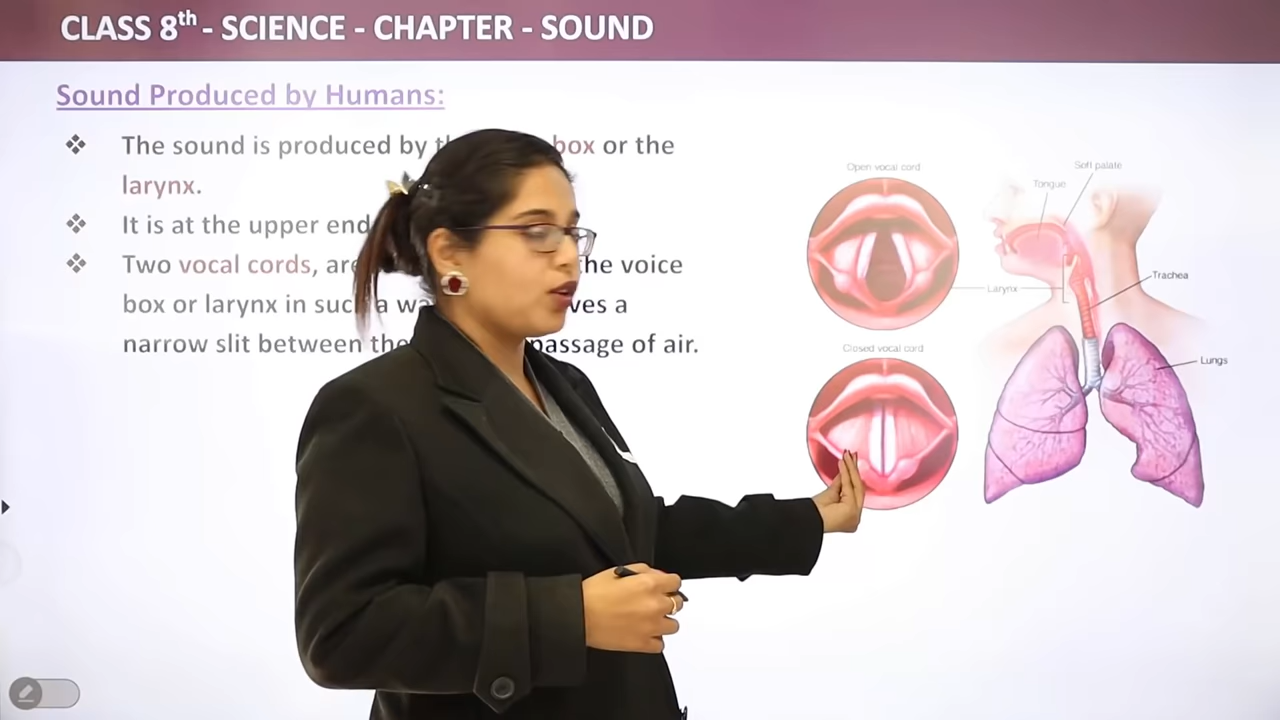 CLASS 8th - SCIENCE - CHAPTER - SOUND
Sound Produced by Humans:
❖ The sound is produced by box or the
larynx.
❖ It is at the upper end
❖ Two vocal cords, are the voice
box or larynx in such a ves a
narrow slit between the passage of air.
Open vocal cord
Soft palate
Tongue
Larynx
Trachea
Closed vocal cord
Lungs